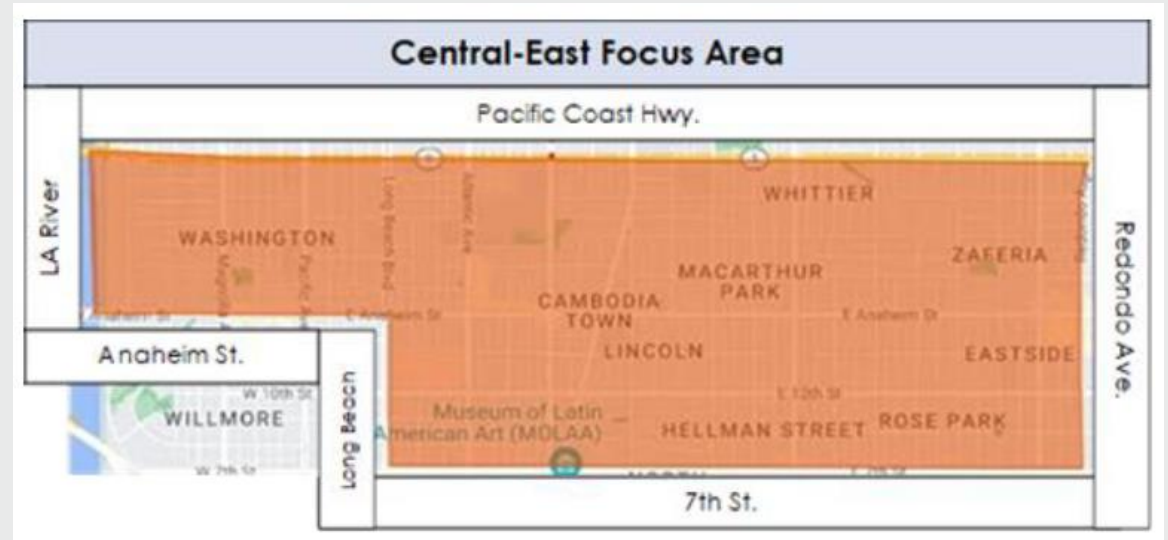 Central-East Focus Area
Pacific Coast Hwy.
LA River
Redondo Ave.
WHITTIER
WASHINGTON
Long Beach Blvd
Atlantic Ave
ZAFERIA
MACARTHUR
PARK
CAMBODIA
TOWN
E Anaheim St
E Anaheim St
LINCOLN
EASTSIDE
Anaheim St.
Long Beach
W 10th St
WILLMORE
W 7th St
Museum of Latin
American Art (MOLAA)
HELLMAN STREET
ROSE PARK
7th St.